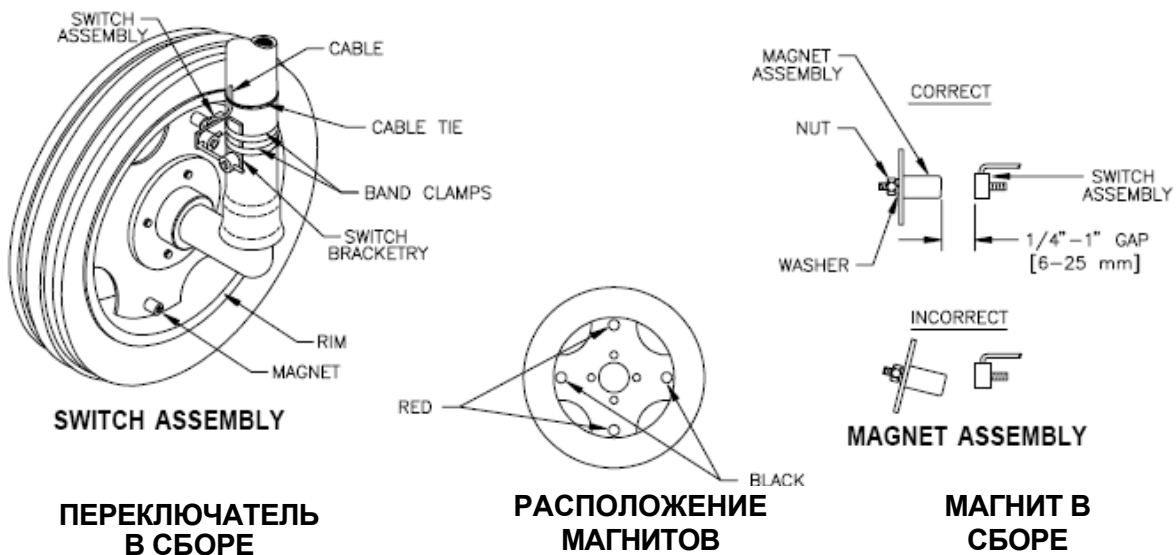 SWITCH
ASSEMBLY
CABLE
CABLE TIE
BAND CLAMPS
SWITCH
BRACKETRY
RIM
MAGNET
SWITCH ASSEMBLY
ПЕРЕКЛЮЧАТЕЛЬ
В СБОРЕ
RED
BLACK
РАСПОЛОЖЕНИЕ
МАГНИТОВ
MAGNET
ASSEMBLY
CORRECT
NUT
SWITCH
ASSEMBLY
WASHER
1/4"-1" GAP
[6-25 mm]
INCORRECT
MAGNET ASSEMBLY
МАГНИТ В
СБОРЕ